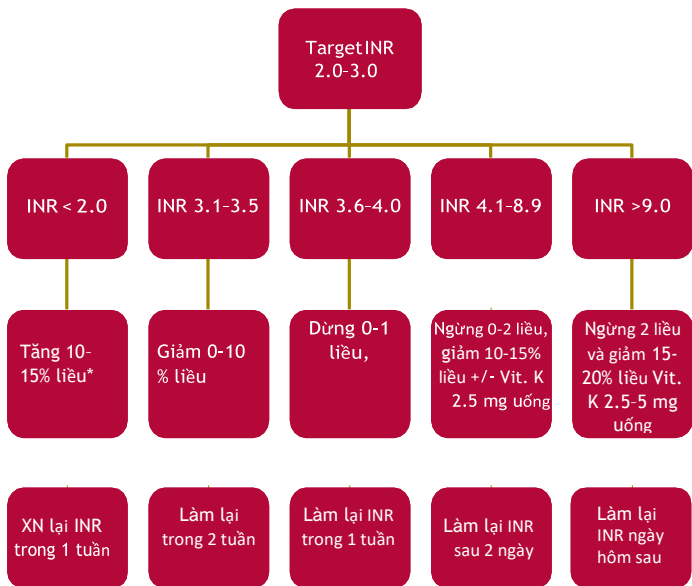 Target INR
2.0-3.0
INR < 2.0
INR 3.1-3.5
INR 3.6-4.0
INR 4.1-8.9
INR >9.0
Tăng 10-
15% liều*
Giảm 0-10
% liều
Dừng 0-1
liều,
Ngừng 0-2 liều,
giảm 10-15%
liều +/- Vit. K
2.5 mg uống
Ngừng 2 liều
và giảm 15-
20% liều Vit.
K 2.5-5 mg
uống
XN lại INR
trong 1 tuần
Làm lại
trong 2 tuần
Làm lại INR
trong 1 tuần
Làm lại INR
sau 2 ngày
Làm lại
INR ngày
hôm sau